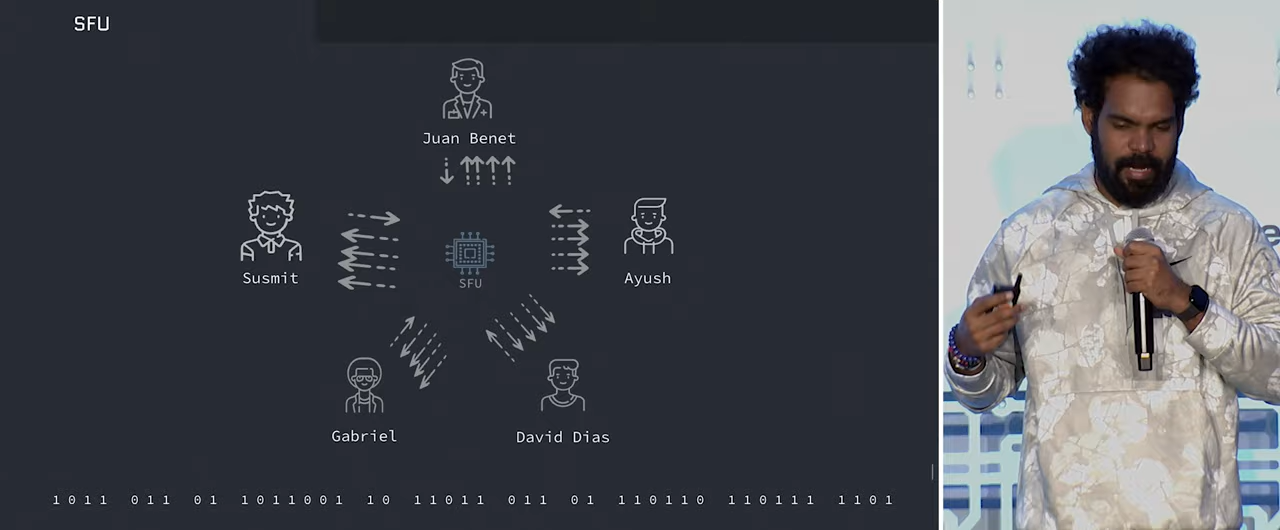 SFU
Juan Benet
Susmit
SFU
Ayush
Gabriel
David Dias
1011 011 01 1011001 10 11011 011 01 110110 110111 1101
e